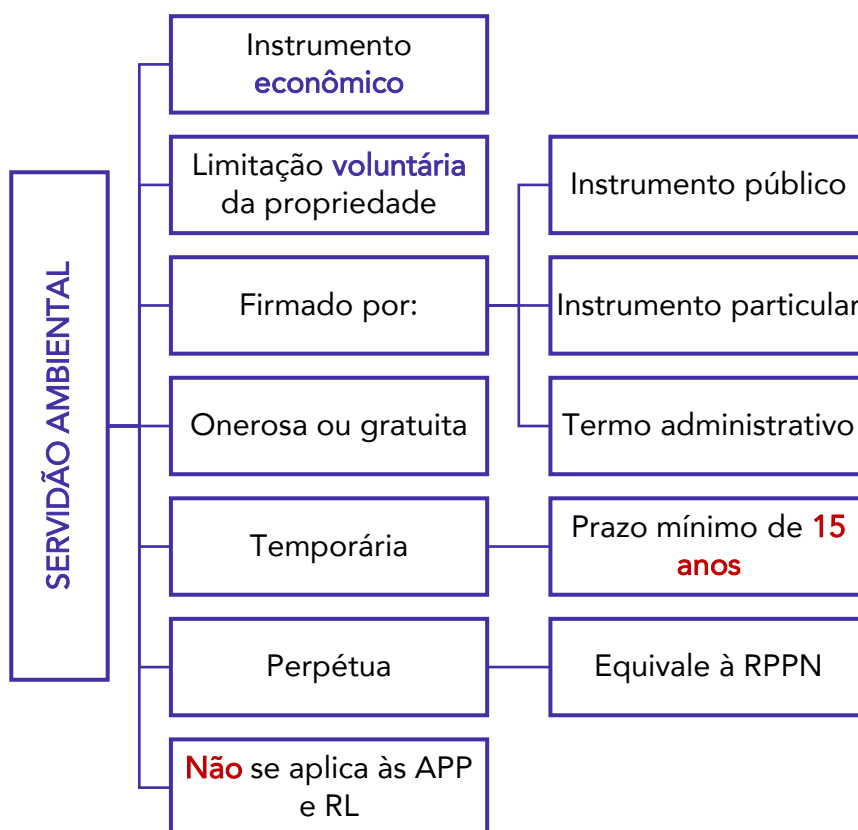 SERVIDÃO AMBIENTAL
Instrumento
econômico
Limitação voluntária
da propriedade
Firmado por:
Instrumento público
Instrumento particular
Termo administrativo
Onerosa ou gratuita
Temporária
Prazo mínimo de 15
anos
Perpétua
Equivale à RPPN
Não se aplica às APP
e RL